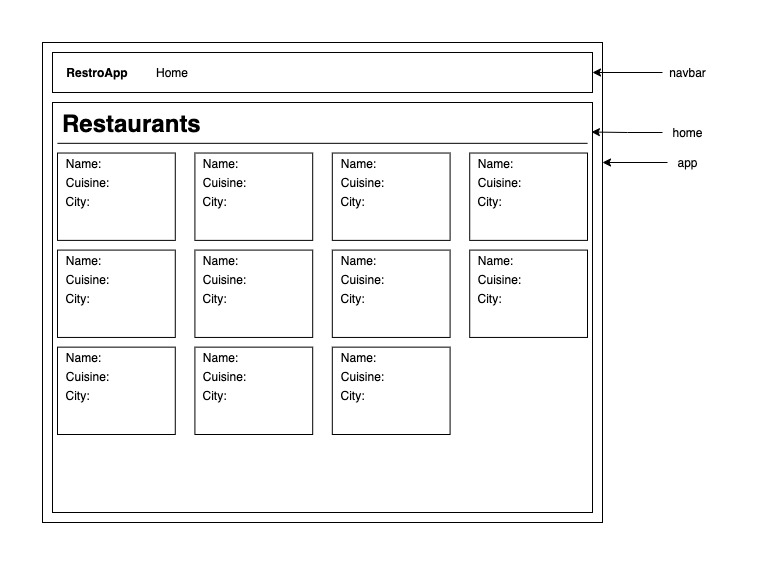 RestroApp Home
navbar
Restaurants
home
app
Name: Name: Name: Name:
Cuisine: Cuisine: Cuisine: Cuisine:
City: City: City: City:
Name: Name: Name: Name:
Cuisine: Cuisine: Cuisine: Cuisine:
City: City: City: City:
Name: Name: Name:
Cuisine: Cuisine: Cuisine:
City: City: City: